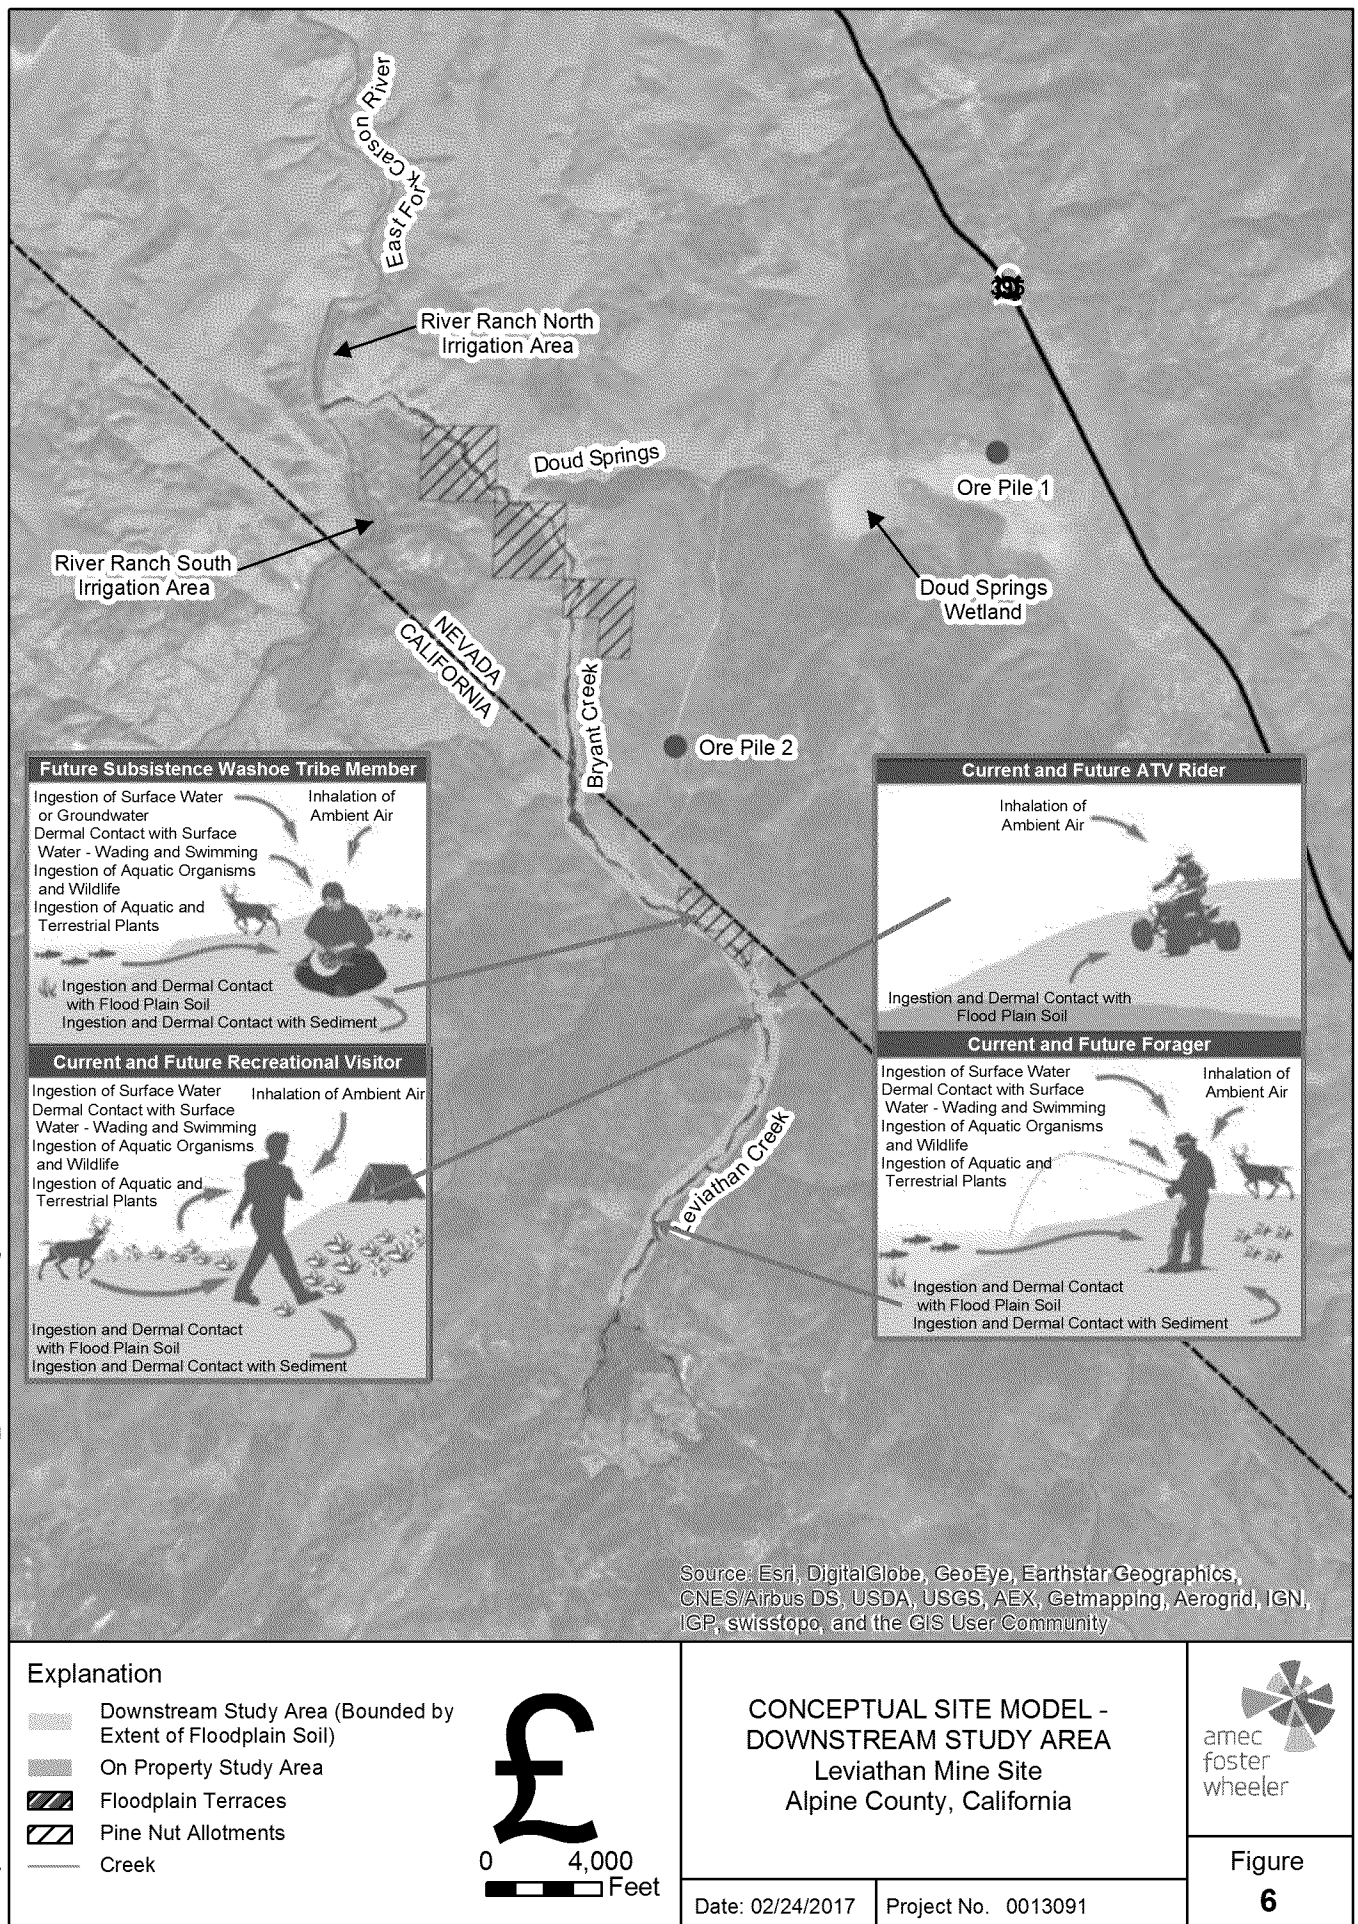 East Fork Carson River
395
River Ranch North
Irrigation Area
Doud Springs
Ore Pile 1
River Ranch South
Irrigation Area
Doud Springs
Wetland
NEVADA
CALIFORNIA
Bryant Creek
Ore Pile 2
Leviathan Creek
Future Subsistence Washoe Tribe Member
Ingestion of Surface Water
or Groundwater
Dermal Contact with Surface
Water - Wading and Swimming
Ingestion of Aquatic Organisms
and Wildlife
Ingestion of Aquatic and
Terrestrial Plants
Inhalation of
Ambient Air
Ingestion and Dermal Contact
with Flood Plain Soil
Ingestion and Dermal Contact with Sediment
Current and Future Recreational Visitor
Ingestion of Surface Water
Dermal Contact with Surface
Water - Wading and Swimming
Ingestion of Aquatic Organisms
and Wildlife
Ingestion of Aquatic and
Terrestrial Plants
Inhalation of Ambient Air
Ingestion and Dermal Contact
with Flood Plain Soil
Ingestion and Dermal Contact with Sediment
Current and Future ATV Rider
Inhalation of
Ambient Air
Ingestion and Dermal Contact with
Flood Plain Soil
Current and Future Forager
Ingestion of Surface Water
Dermal Contact with Surface
Water - Wading and Swimming
Ingestion of Aquatic Organisms
and Wildlife
Ingestion of Aquatic and
Terrestrial Plants
Inhalation of
Ambient Air
Ingestion and Dermal Contact
with Flood Plain Soil
Ingestion and Dermal Contact with Sediment
Source: Esri, DigitalGlobe, GeoEye, Earthstar Geographics,
CNES/Airbus DS, USDA, USGS, AEX, Getmapping, Aerogrid, IGN,
IGP, swisstopo, and the GIS User Community
Explanation
Downstream Study Area (Bounded by
Extent of Floodplain Soil)
On Property Study Area
Floodplain Terraces
Pine Nut Allotments
Creek
£
0 4,000
Feet
CONCEPTUAL SITE MODEL -
DOWNSTREAM STUDY AREA
Leviathan Mine Site
Alpine County, California
Date: 02/24/2017
Project No. 0013091
amec
foster
wheeler
Figure
6